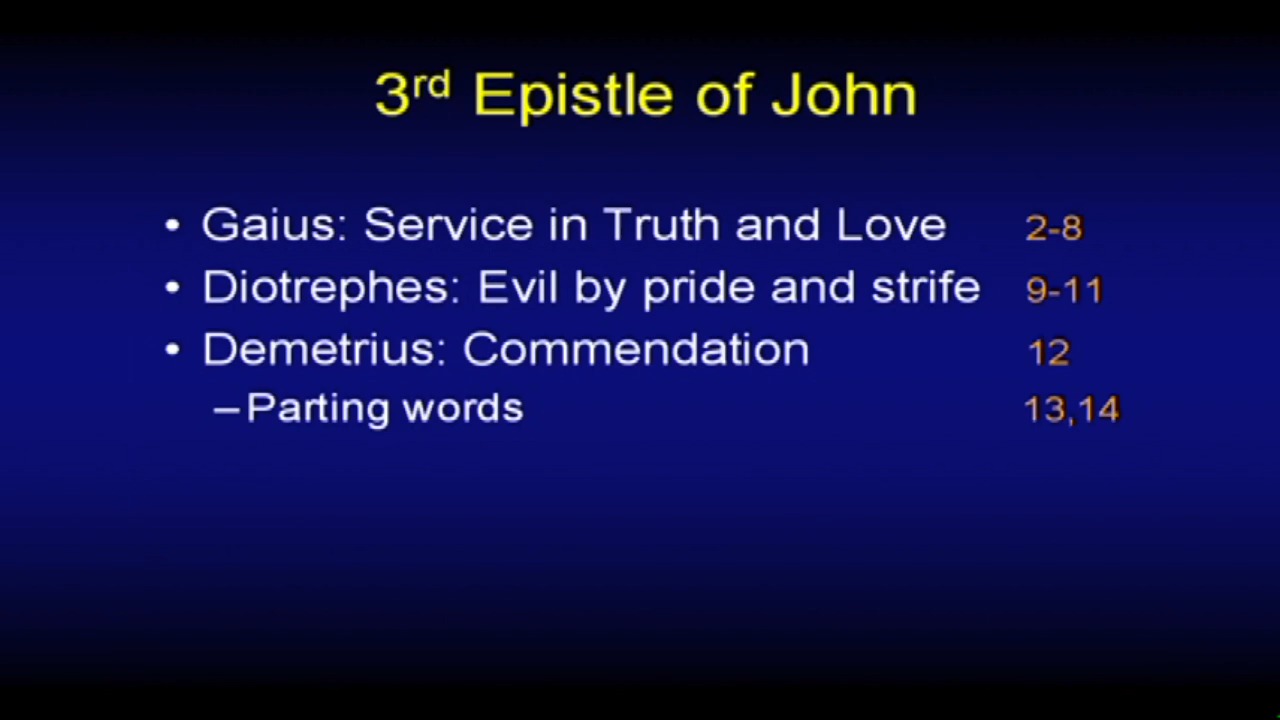 3rd Epistle of John
• Gaius: Service in Truth and Love 2-8
• Diotrephes: Evil by pride and strife 9-11
• Demetrius: Commendation 12
–Parting words 13,14